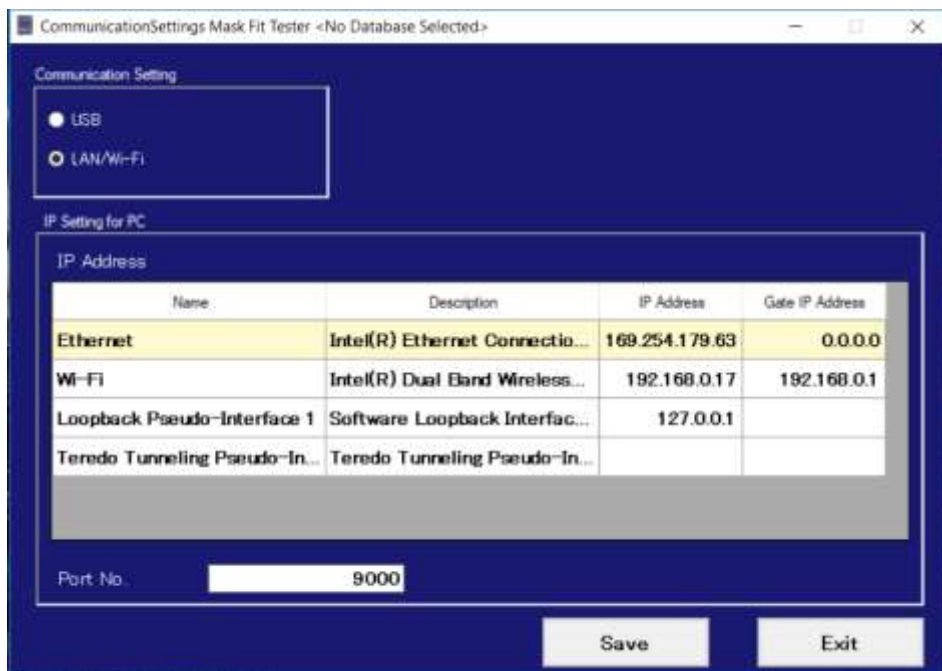 CommunicationSettings Mask Fit Tester <No Database Selected>
Communication Setting
USB
LAN/Wi-Fi
IP Setting for PC
IP Address
Name Description IP Address Gate IP Address
Ethernet Intel(R) Ethernet Connectio... 169.254.179.63 0.0.0.0
Wi-Fi Intel(R) Dual Band Wireless... 192.168.0.17 192.168.0.1
Loopback Pseudo-Interface 1 Software Loopback Interfac... 127.0.0.1
Teredo Tunneling Pseudo-In... Teredo Tunneling Pseudo-In...
Port No. 9000
Save Exit